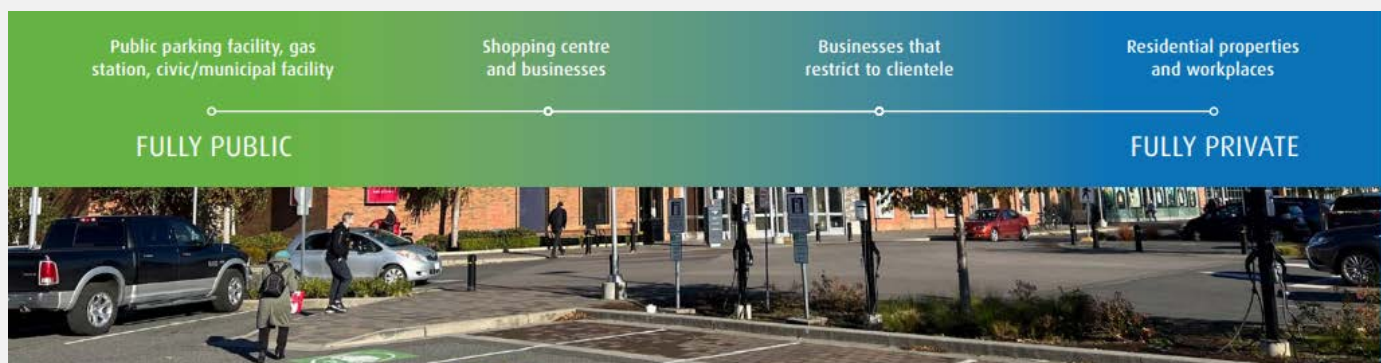 Public parking facility, gas
station, civic/municipal facility
Shopping centre
and businesses
Businesses that
restrict to clientele
Residential properties
and workplaces
FULLY PUBLIC
FULLY PRIVATE